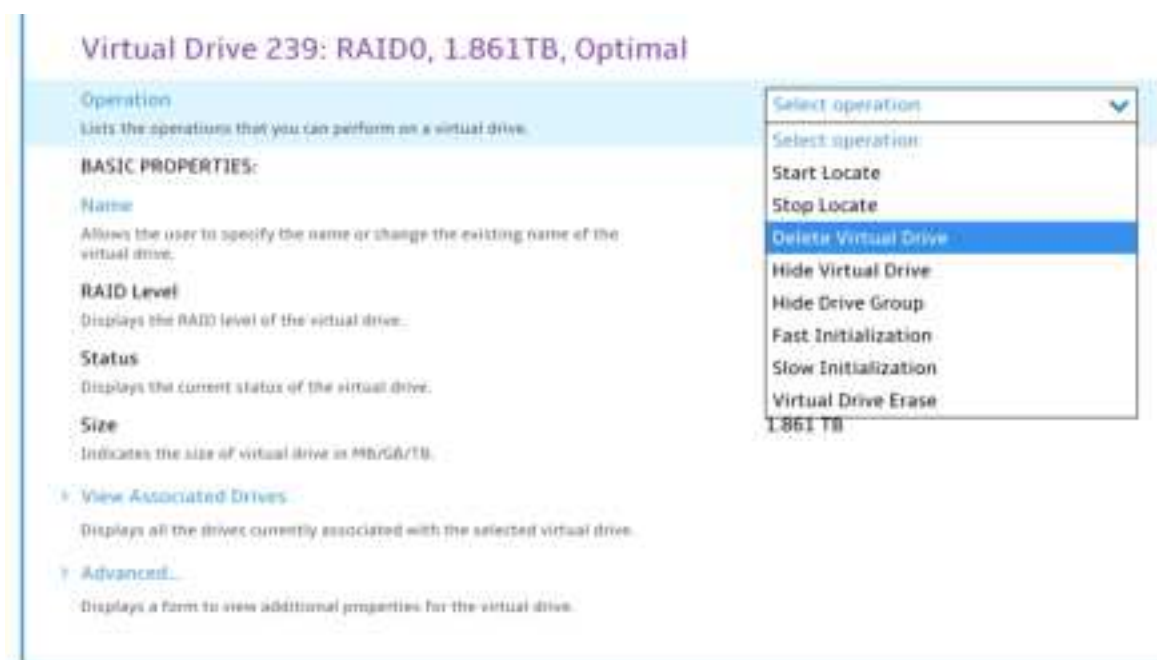 Virtual Drive 239: RAID0, 1.861TB, Optimal
Operation
Select operation
Lists the operations that you can perform on a virtual drive.
Select operation
BASIC PROPERTIES:
Start Locate
Name
Stop Locate
Allows the user to specify the name or change the existing name of the
virtual drive.
Delete Virtual Drive
Hide Virtual Drive
RAID Level
Hide Drive Group
Displays the RAID level of the virtual drive.
Fast Initialization
Status
Slow Initialization
Displays the current status of the virtual drive.
Virtual Drive Erase
Size
1.861 TB
Indicates the size of virtual drive in MB/GB/TB.
View Associated Drives
Displays all the drives currently associated with the selected virtual drive.
Advanced...
Displays a form to view additional properties for the virtual drive.